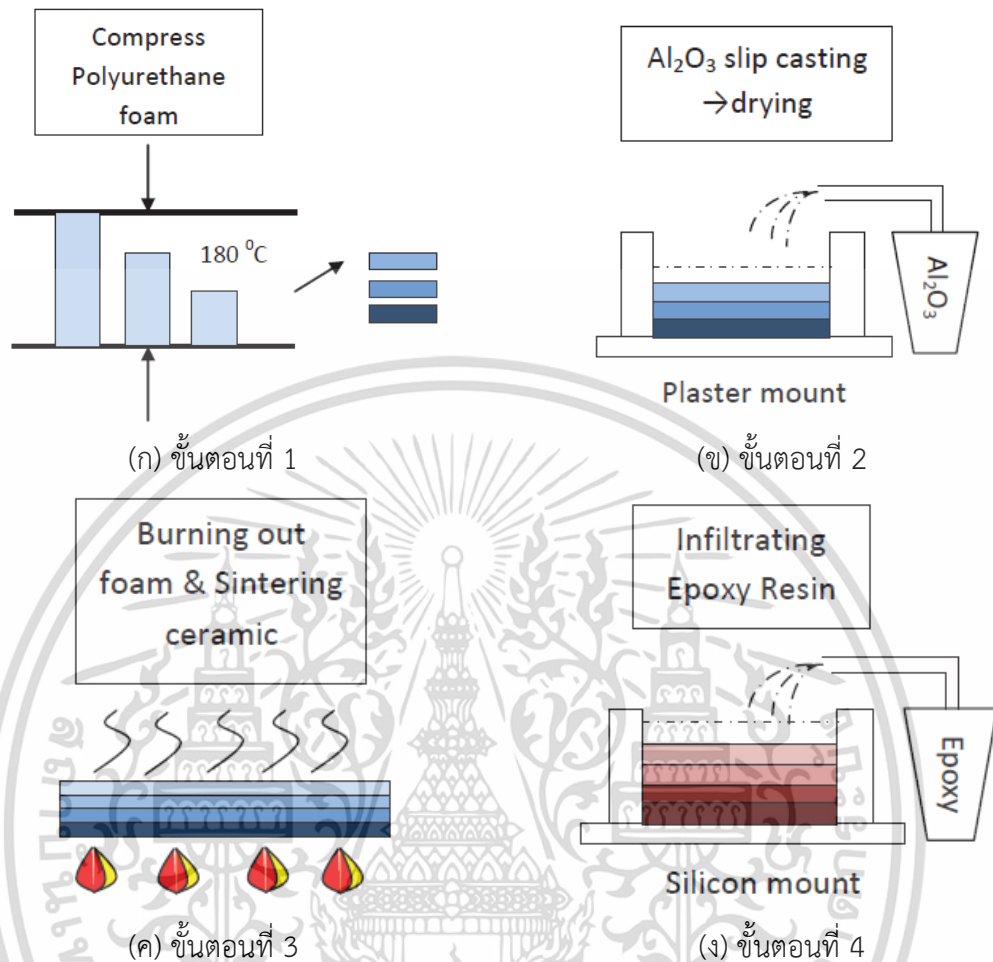 Compress
Polyurethane
foam
180 ⁰C
(ก) ขั้นตอนที่ 1
Al₂O₃ slip casting
→drying
Al₂O₃
Plaster mount
(ข) ขั้นตอนที่ 2
Burning out
foam & Sintering
ceramic
(ค) ขั้นตอนที่ 3
Infiltrating
Epoxy Resin
Epoxy
Silicon mount
(ง) ขั้นตอนที่ 4